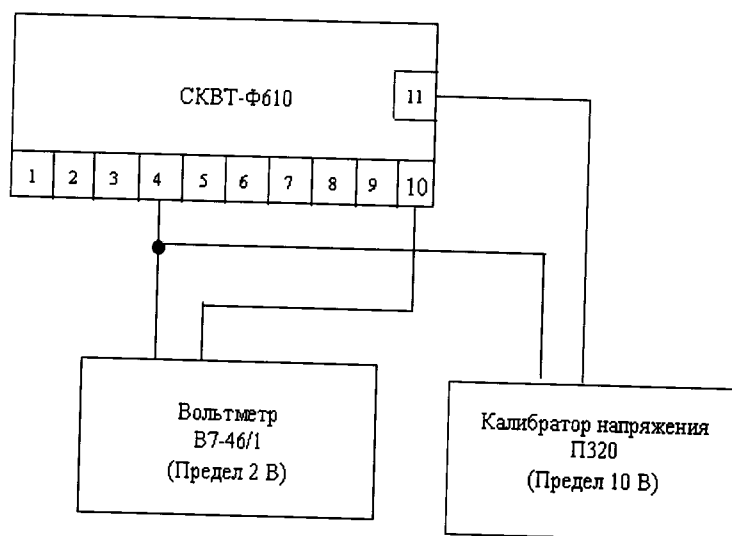 СКВТ-Ф610
11
1 2 3 4 5 6 7 8 9 10
Вольтметр
В7-46/1
(Предел 2 В)
Калибратор напряжения
П320
(Предел 10 В)